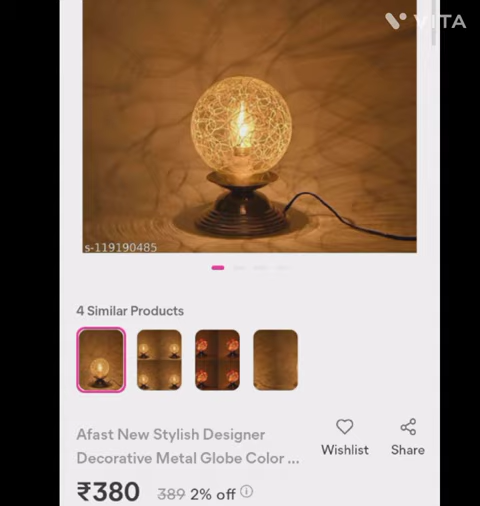 VITA
s-119190485
4 Similar Products
Afast New Stylish Designer
Decorative Metal Globe Color ...
Wishlist
Share
₹380 389 2% off